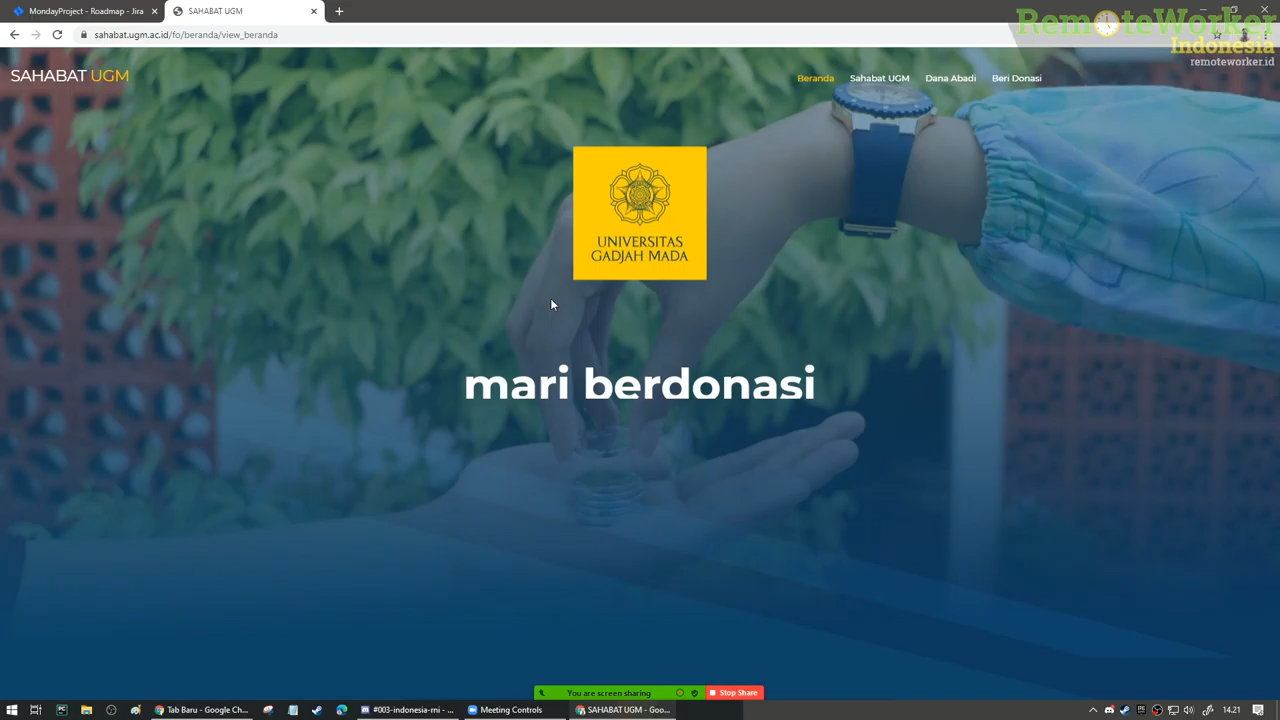 MondayProject - Roadmap - Jira
SAHABAT UGM
sahabat.ugm.ac.id/fo/beranda/view_beranda
RemoteWorker
Indonesia
remoteworker.id
SAHABAT UGM
Beranda
Sahabat UGM
Dana Abadi
Beri Donasi
UNIVERSITAS
GADJAH MADA
mari berdonasi
You are screen sharing
Stop Share
Tab Baru - Google Ch...
#003-indonesia-rni - ...
Meeting Controls
SAHABAT UGM - Goo...
14.21